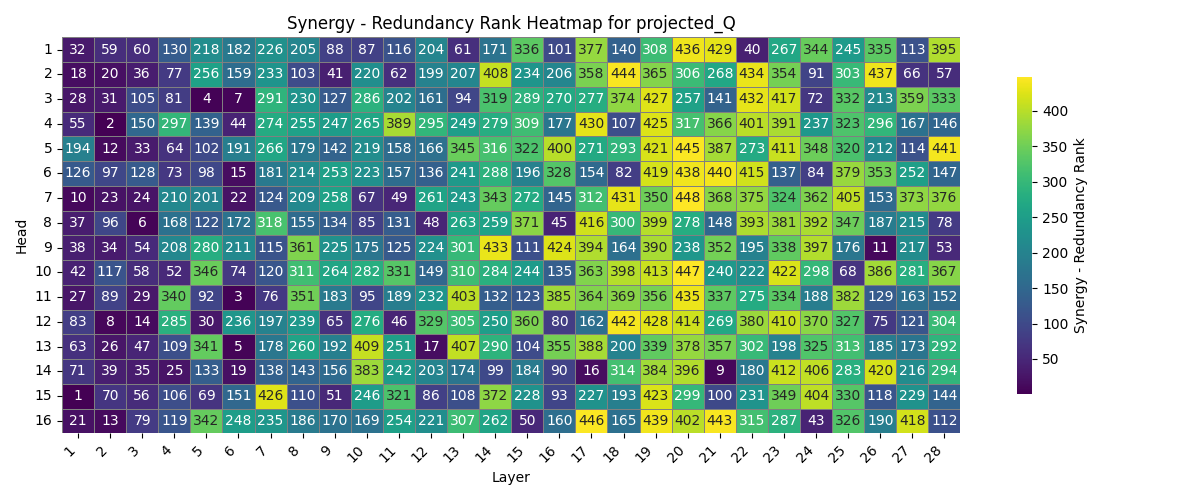 Synergy - Redundancy Rank Heatmap for projected_Q
1 32 59 60 130 218 182 226 205 88 87 116 204 61 171 336 101 377 140 308 436 429 40 267 344 245 335 113 395
2 18 20 36 77 256 159 233 103 41 220 62 199 207 408 234 206 358 444 365 306 268 434 354 91 303 437 66 57
3 28 31 105 81 4 7 291 230 127 286 202 161 94 319 289 270 277 374 427 257 141 432 417 72 332 213 359 333
4 55 2 150 297 139 44 274 255 247 265 389 295 249 279 309 177 430 107 425 317 366 401 391 237 323 296 167 146
5 194 12 33 64 102 191 266 179 142 219 158 166 345 316 322 400 271 293 421 445 387 273 411 348 320 212 114 441
6 126 97 128 73 98 15 181 214 253 223 157 136 241 288 196 328 154 82 419 438 440 415 137 84 379 353 252 147
7 10 23 24 210 201 22 124 209 258 67 49 261 243 343 272 145 312 431 350 448 368 375 324 362 405 153 373 376
8 37 96 6 168 122 172 318 155 134 85 131 48 263 259 371 45 416 300 399 278 148 393 381 392 347 187 215 78
9 38 34 54 208 280 211 115 361 225 175 125 224 301 433 111 424 394 164 390 238 352 195 338 397 176 11 217 53
10 42 117 58 52 346 74 120 311 264 282 331 149 310 284 244 135 363 398 413 447 240 222 422 298 68 386 281 367
11 27 89 29 340 92 3 76 351 183 95 189 232 403 132 123 385 364 369 356 435 337 275 334 188 382 129 163 152
12 83 8 14 285 30 236 197 239 65 276 46 329 305 250 360 80 162 442 428 414 269 380 410 370 327 75 121 304
13 63 26 47 109 341 5 178 260 192 409 251 17 407 290 104 355 388 200 339 378 357 302 198 325 313 185 173 292
14 71 39 35 25 133 19 138 143 156 383 242 203 174 99 184 90 16 314 384 396 9 180 412 406 283 420 216 294
15 1 70 56 106 69 151 426 110 51 246 321 86 108 372 228 93 227 193 423 299 100 231 349 404 330 118 229 144
16 21 13 79 119 342 248 235 186 170 169 254 221 307 262 50 160 446 165 439 402 443 315 287 43 326 190 418 112
1 2 3 4 5 6 7 8 9 10 11 12 13 14 15 16 17 18 19 20 21 22 23 24 25 26 27 28
Layer
Head
400
350
300
250
200
150
100
50
Synergy - Redundancy Rank